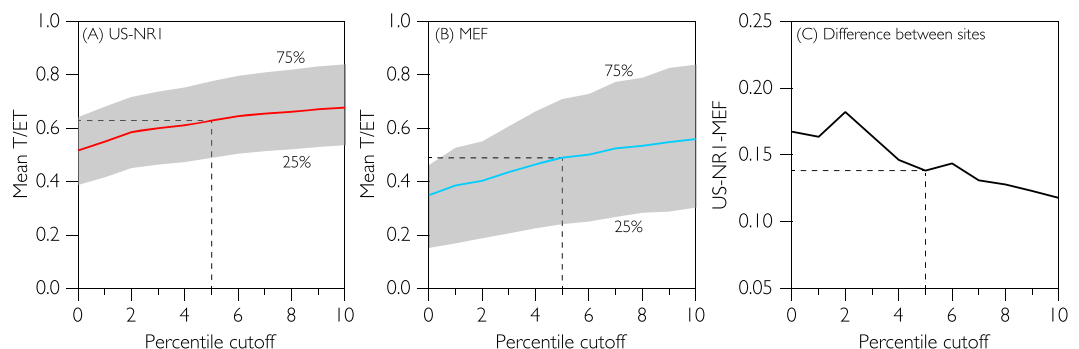 (A) US-NR1
75%
25%
Mean T/ET
1.0
0.8
0.6
0.4
0.2
0.0
0 2 4 6 8 10
Percentile cutoff
(B) MEF
75%
25%
Mean T/ET
1.0
0.8
0.6
0.4
0.2
0.0
0 2 4 6 8 10
Percentile cutoff
(C) Difference between sites
US-NR1-MEF
0.25
0.20
0.15
0.10
0.05
0 2 4 6 8 10
Percentile cutoff